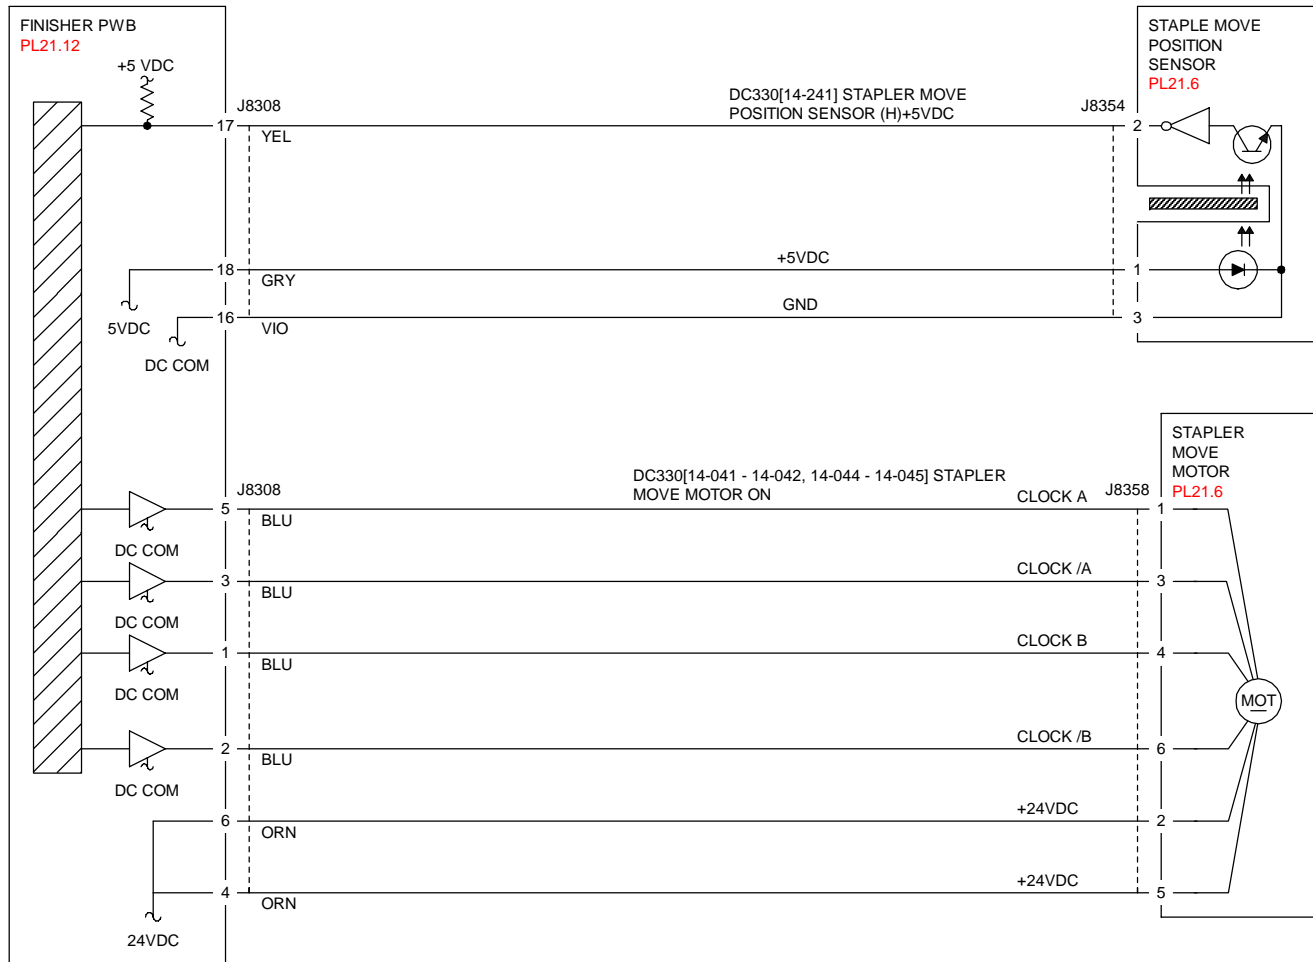 FINISHER PWB
PL21.12
+5 VDC
J8308
17
YEL
DC330[14-241] STAPLER MOVE
POSITION SENSOR (H)+5VDC
J8354
2
STAPLE MOVE
POSITION
SENSOR
PL21.6
18
GRY
+5VDC
1
5VDC
16
VIO
GND
3
DC COM
STAPLER
MOVE
MOTOR
PL21.6
DC330[14-041 - 14-042, 14-044 - 14-045] STAPLER
MOVE MOTOR ON
J8308
5
BLU
CLOCK A
J8358
1
DC COM
3
BLU
CLOCK /A
3
DC COM
1
BLU
CLOCK B
4
DC COM
MOT
2
BLU
CLOCK /B
6
DC COM
6
ORN
+24VDC
2
4
ORN
+24VDC
5
24VDC